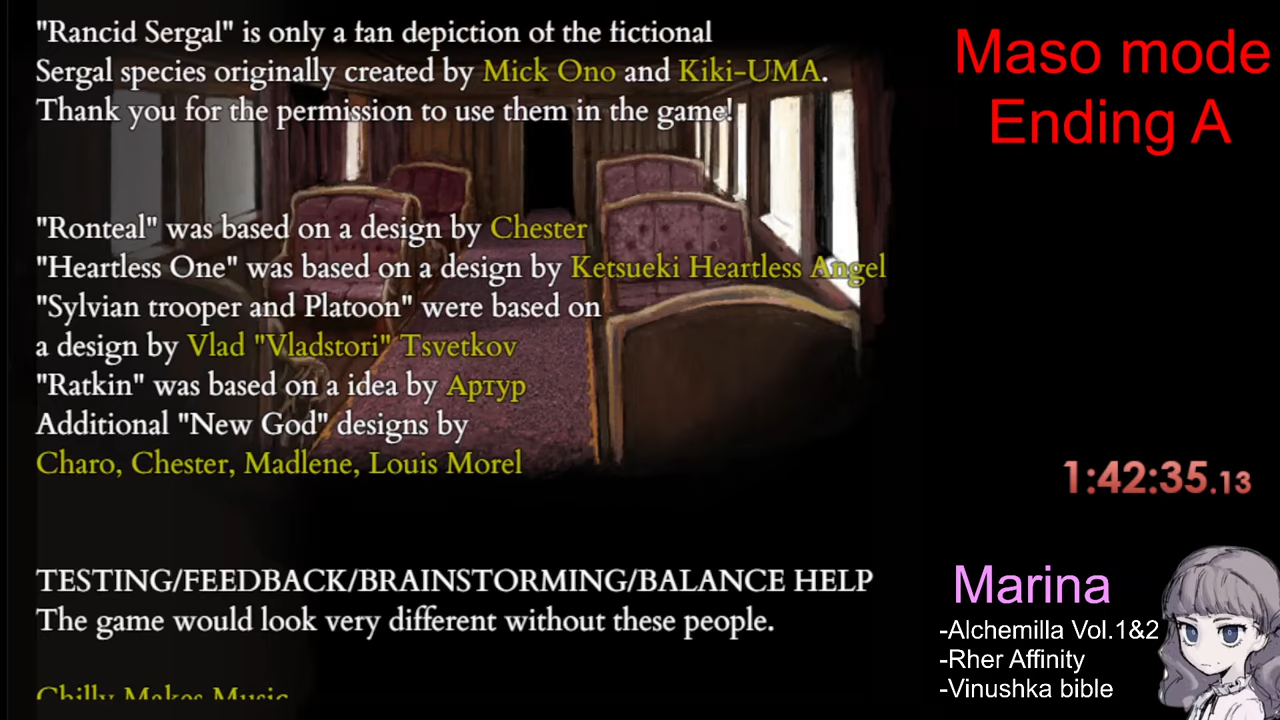 "Rancid Sergal" is only a fan depiction of the fictional
Sergal species originally created by Mick Ono and Kiki-UMA.
Thank you for the permission to use them in the game!
"Ronteal" was based on a design by Chester
"Heartless One" was based on a design by Ketsueki Heartless Angel
"Sylvian trooper and Platoon" were based on
a design by Vlad "Vladstori" Tsvetkov
"Ratkin" was based on a idea by Артур
Additional "New God" designs by
Charo, Chester, Madlene, Louis Morel
TESTING/FEEDBACK/BRAINSTORMING/BALANCE HELP
The game would look very different without these people.
Chilly Makes Music
Maso mode
Ending A
1:42:35.13
Marina
-Alchemilla Vol.1&2
-Rher Affinity
-Vinushka bible